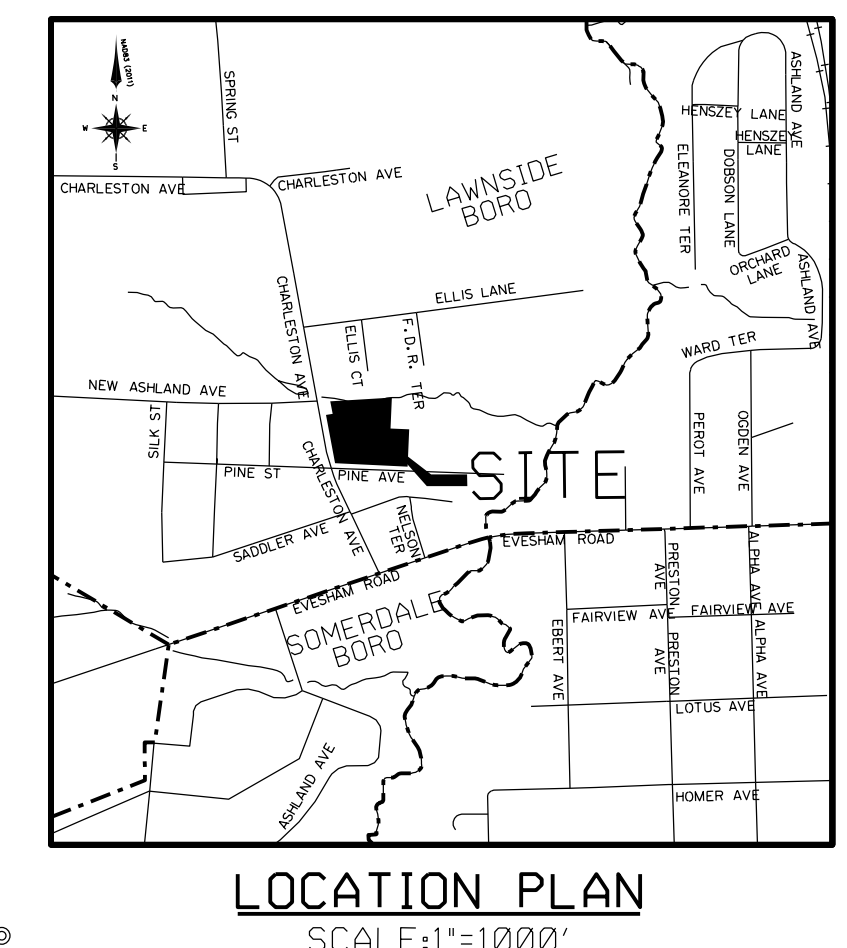 NAD83 (2011)
N
W E
S
SPRING ST
CHARLESTON AVE
CHARLESTON AVE
LAWNSIDE
BORO
HENSZEY LANE
HENSZEY
LANE
ASHLAND AVE
ELEANORE TER
DOBSON LANE
ORCHARD
LANE
ASHLAND AVE
CHARLESTON AVE
ELLIS LANE
ELLIS CT
F.D.R. TER
WARD TER
NEW ASHLAND AVE
SILK ST
PINE ST
CHARLESTON AVE
PINE AVE
SITE
PEROT AVE
OGDEN AVE
SADDLER AVE
NELSON
TER
EVESHAM ROAD
EVESHAM ROAD
SOMERDALE
BORO
PRESTON
AVE
ALPHA AVE
FAIRVIEW AVE
FAIRVIEW AVE
EBERT AVE
PRESTON
AVE
ALPHA AVE
LOTUS AVE
ASHLAND AVE
HOMER AVE
LOCATION PLAN
SCALE:1"=1000'